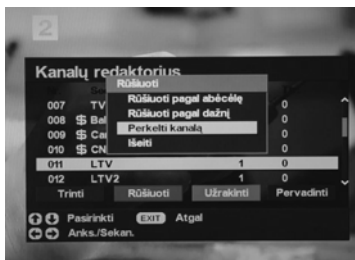 2
Kanalų redaktorius
Rūšiuoti
007 TV
Rūšiuoti pagal abėcėlę
0
008 $ Bal
Rūšiuoti pagal dažnį
0
009 $ Ca
Perkelti kanalą
0
010 $ CN
Išeiti
0
011 LTV 1 0
012 LTV2 1 0
Trinti Rūšiuoti Užrakinti Pervadinti
Pasirinkti EXIT Atgal
Anks./Sekan.